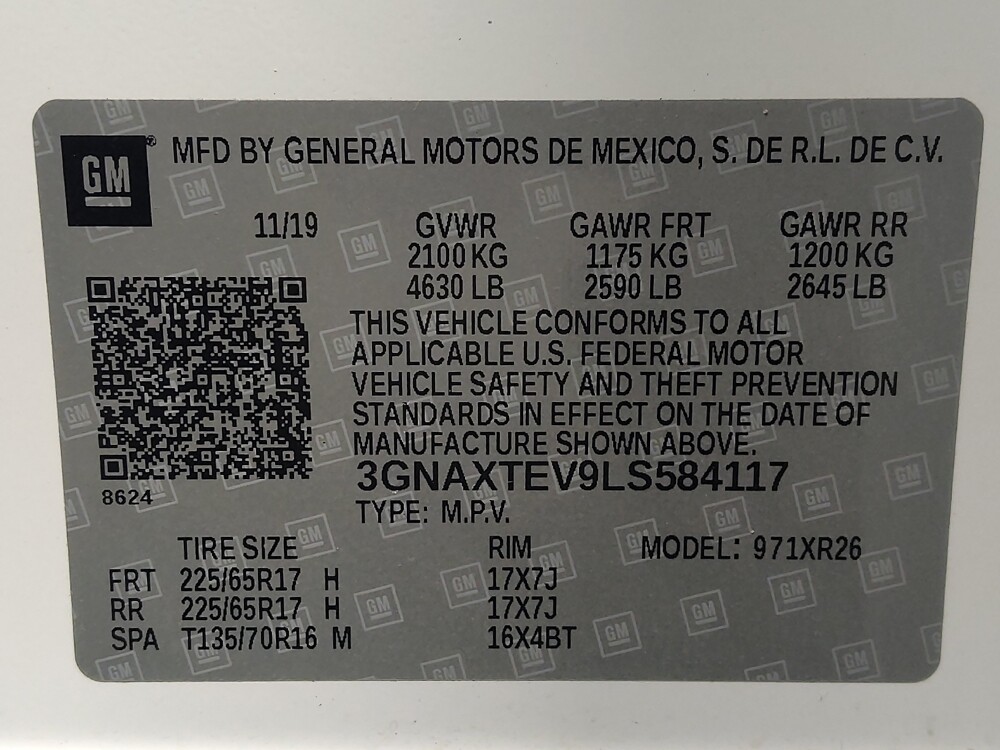 GM MFD BY GENERAL MOTORS DE MEXICO, S. DE R.L. DE C.V.
11/19 GVWR GAWR FRT GAWR RR
2100 KG 1175 KG 1200 KG
4630 LB 2590 LB 2645 LB
THIS VEHICLE CONFORMS TO ALL
APPLICABLE U.S. FEDERAL MOTOR
VEHICLE SAFETY AND THEFT PREVENTION
STANDARDS IN EFFECT ON THE DATE OF
MANUFACTURE SHOWN ABOVE.
3GNAXTEV9LS584117
8624
TYPE: M.P.V.
TIRE SIZE RIM MODEL: 971XR26
FRT 225/65R17 H 17X7J
RR 225/65R17 H 17X7J
SPA T135/70R16 M 16X4BT